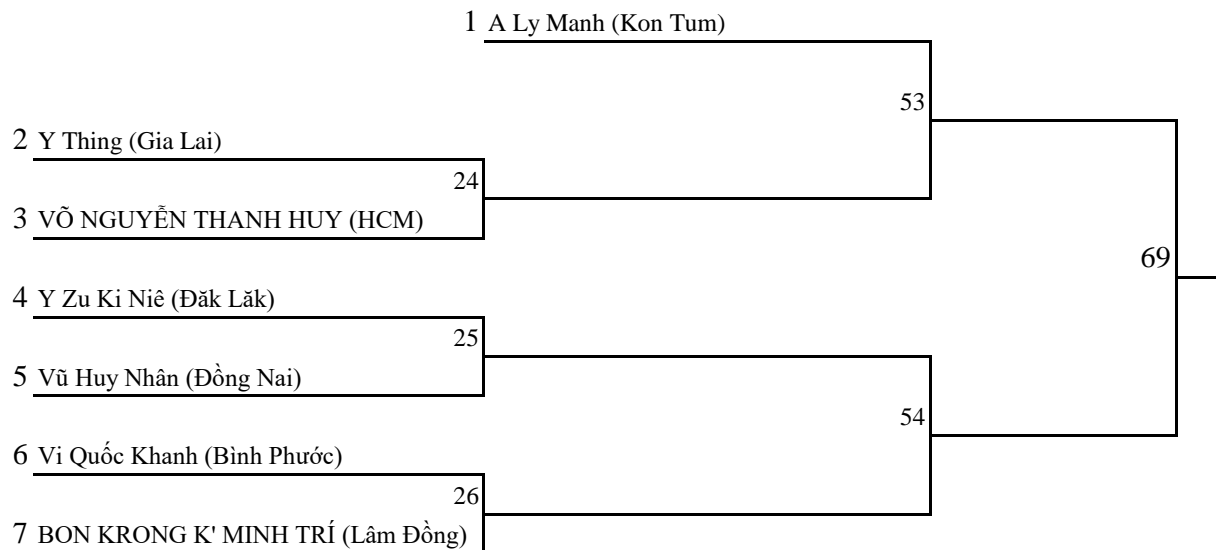 1 A Ly Manh (Kon Tum)
53
2 Y Thing (Gia Lai)
24
3 VÕ NGUYỄN THANH HUY (HCM)
69
4 Y Zu Ki Niê (Đăk Lăk)
25
5 Vũ Huy Nhân (Đồng Nai)
54
6 Vi Quốc Khanh (Bình Phước)
26
7 BON KRONG K' MINH TRÍ (Lâm Đồng)